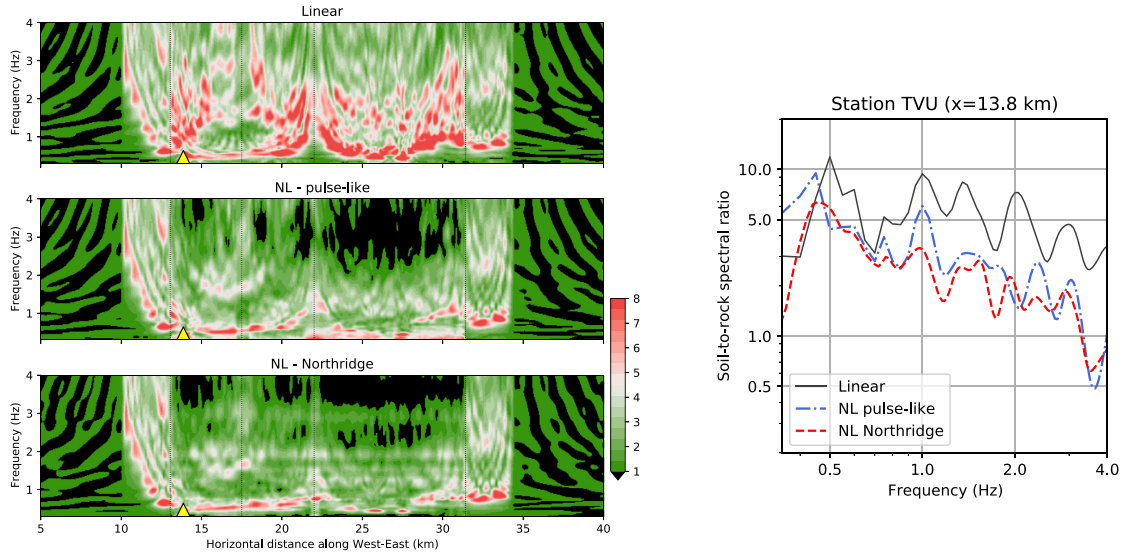 Linear
4
3
2
1
Frequency (Hz)
NL - pulse-like
4
3
2
1
Frequency (Hz)
NL - Northridge
4
3
2
1
Frequency (Hz)
5 10 15 20 25 30 35 40
Horizontal distance along West-East (km)
8
7
6
5
4
3
2
1
Station TVU (x=13.8 km)
Soil-to-rock spectral ratio
10.0
5.0
1.0
0.5
Linear
NL pulse-like
NL Northridge
0.5 1.0 2.0 4.0
Frequency (Hz)